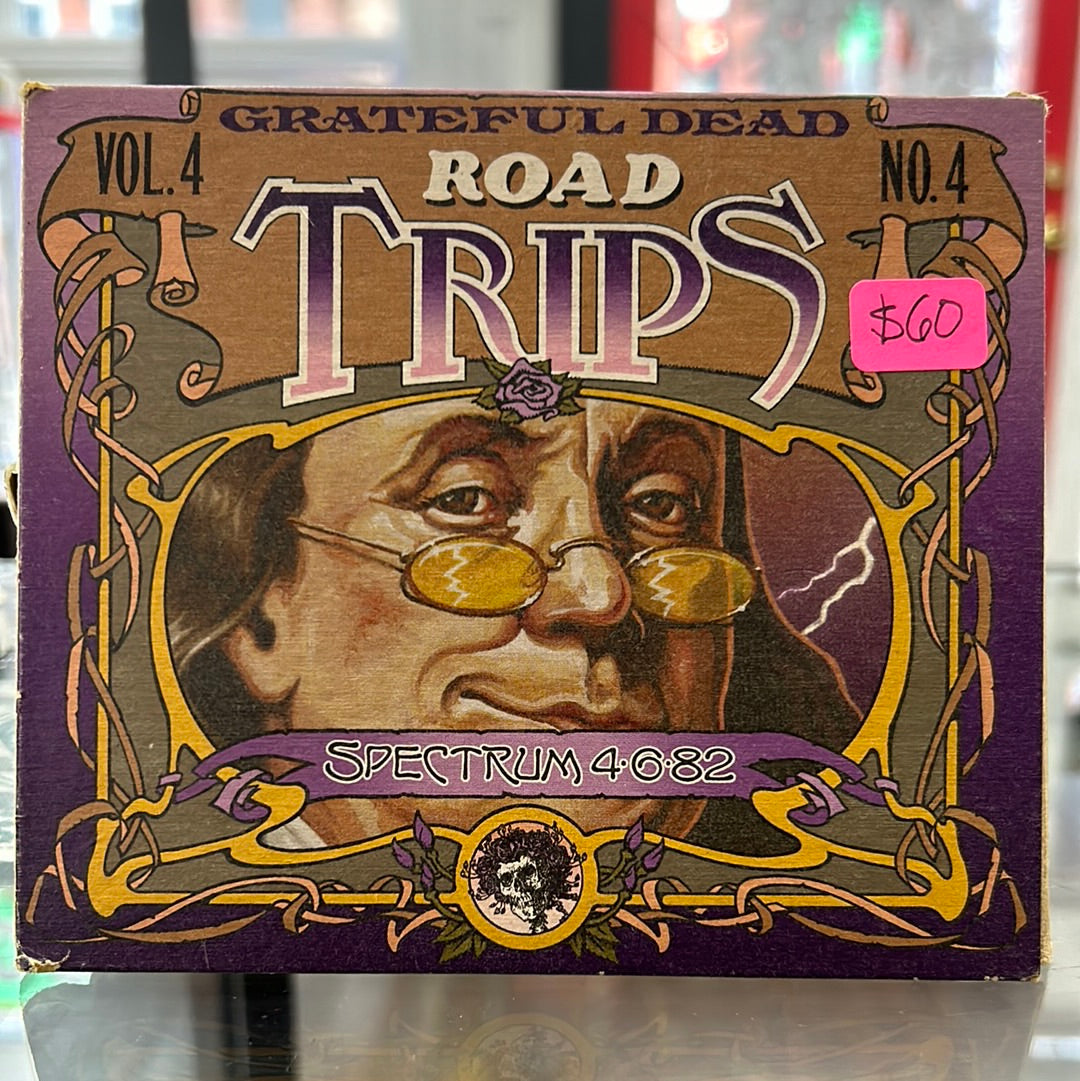 GRATEFUL DEAD
VOL. 4
ROAD
NO. 4
TRIPS
$60
SPECTRUM 4·6·82